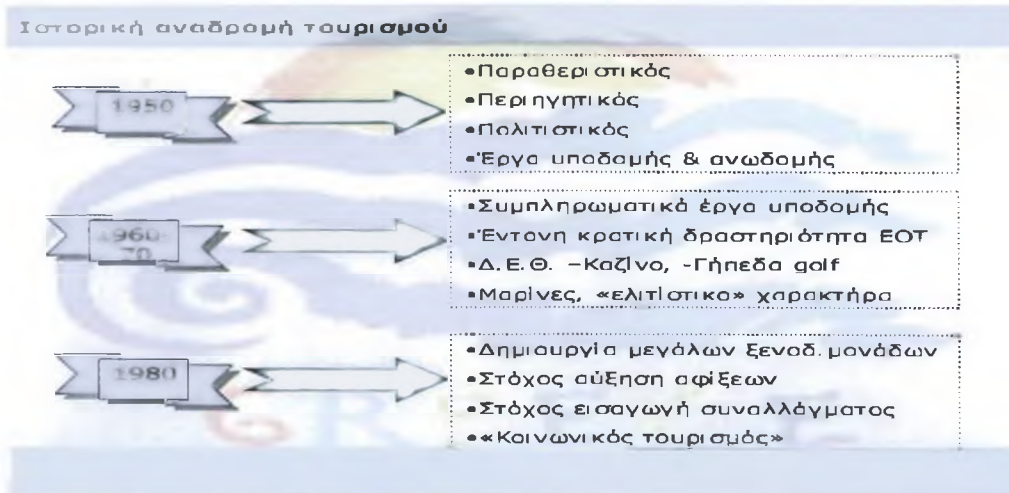 Ιστορική αναδρομή τουρισμού
1950
•Παραθεριστικός
•Περιηγητικός
•Πολιτιστικός
•Έργα υποδομής & ανωδομής
1960-
70
•Συμπληρωματικά έργα υποδομής
•Έντονη κρατική δραστηριότητα ΕΟΤ
•Δ.Ε.Θ. –Καζίνο, -Γήπεδα golf
•Μαρίνες, «ελιτίστικο» χαρακτήρα
1980
•Δημιουργία μεγάλων ξενοδ. μονάδων
•Στόχος αύξηση αφίξεων
•Στόχος εισαγωγή συναλλάγματος
•«Κοινωνικός τουρισμός»